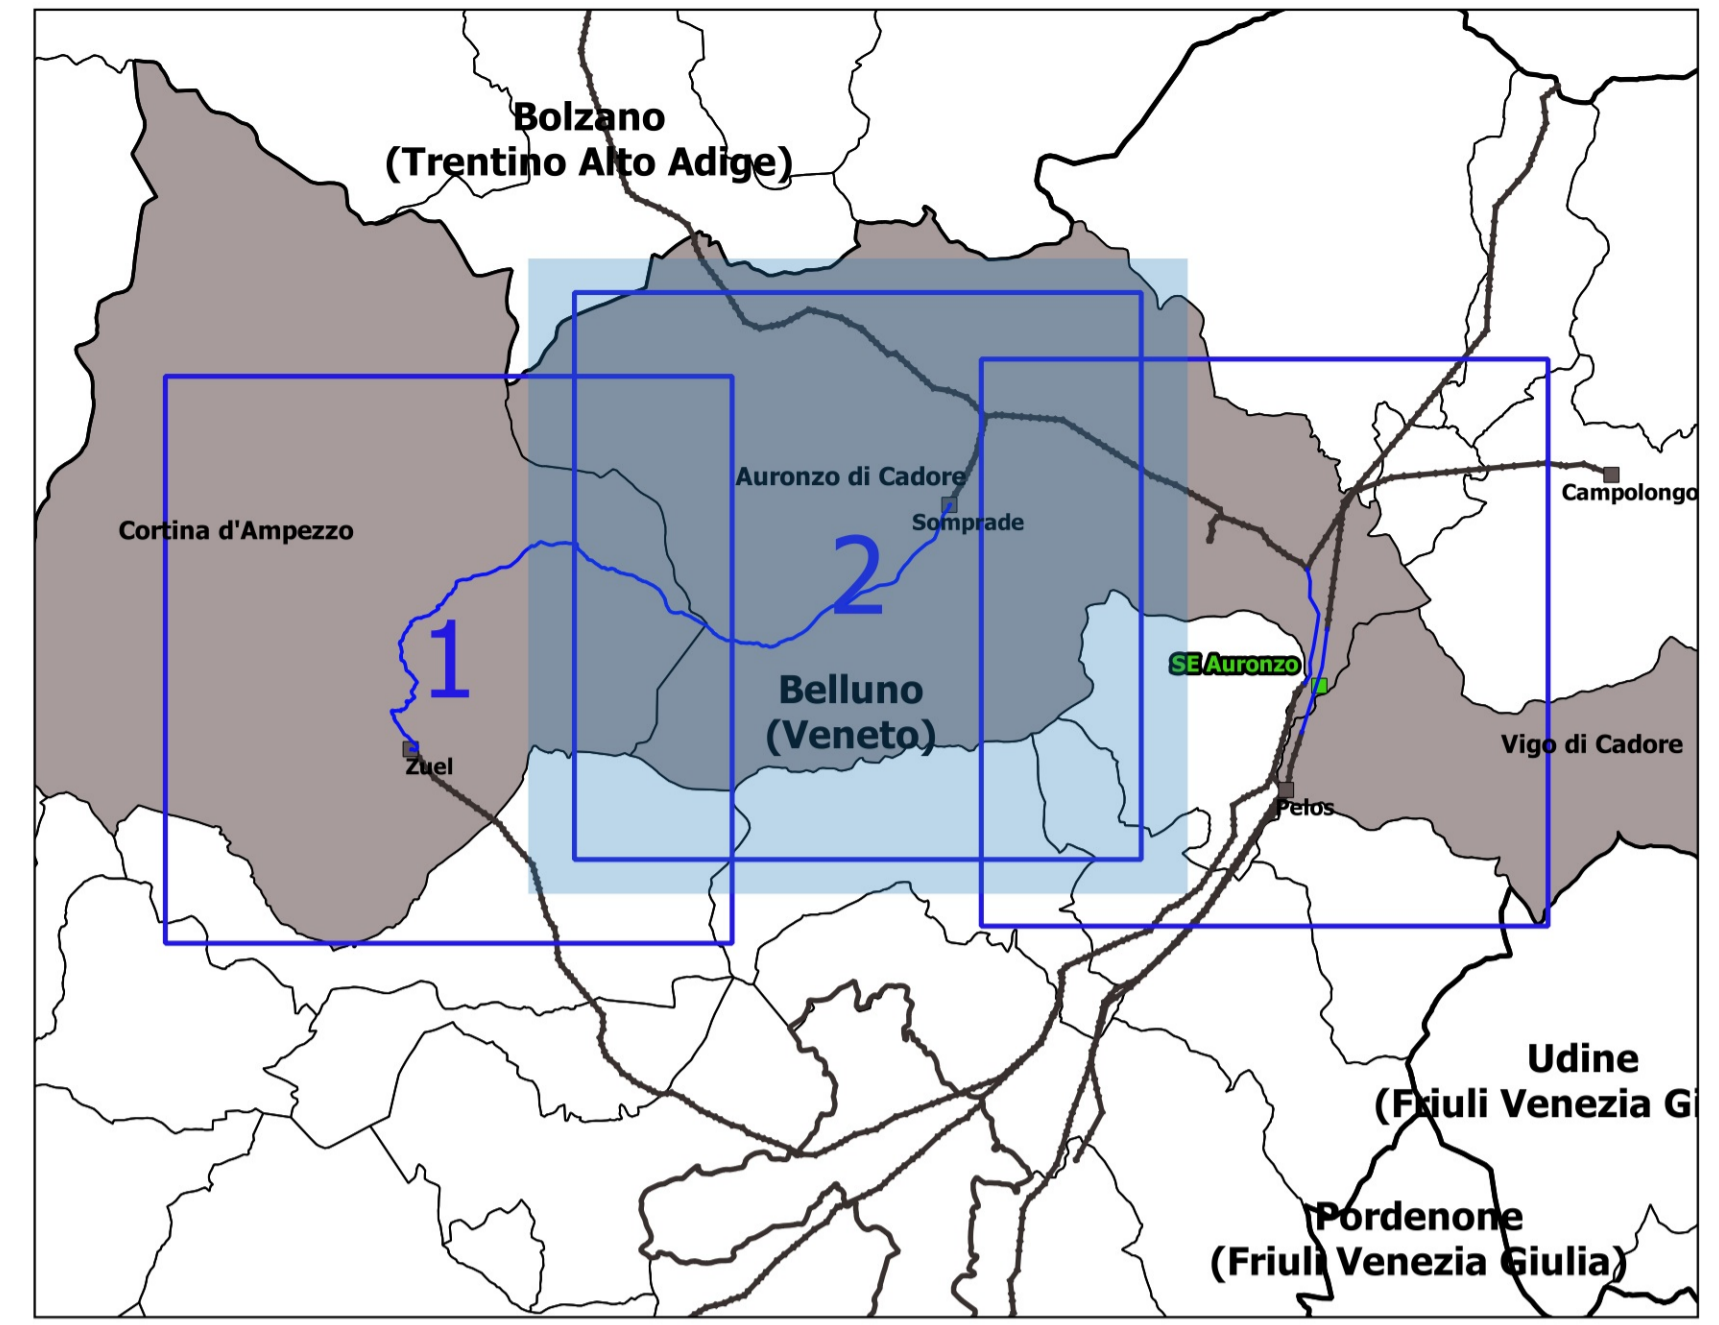 Bolzano
(Trentino Alto Adige)
Auronzo di Cadore
Campolongo
Somprade
Cortina d'Ampezzo
2
1
SE Auronzo
Belluno
(Veneto)
Vigo di Cadore
Zuel
Pelos
Udine
(Friuli Venezia Gi
Pordenone
(Friuli Venezia Giulia)